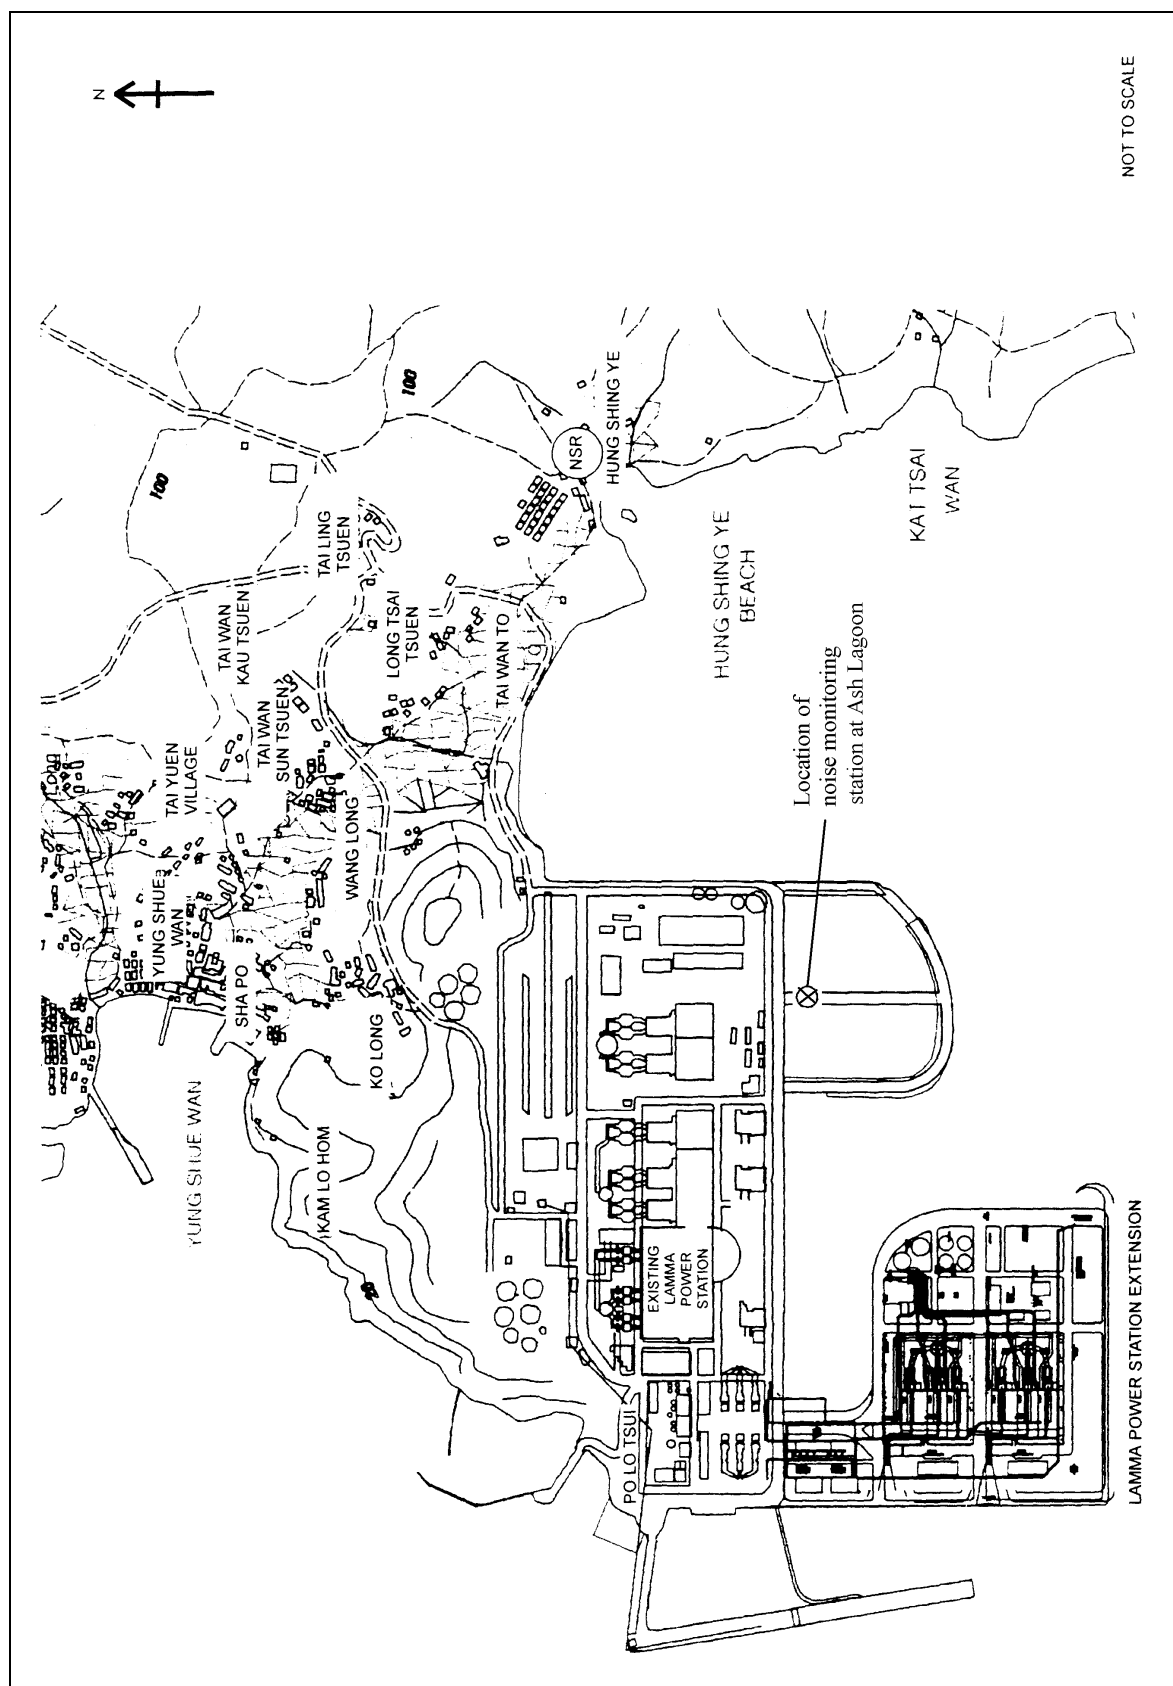 N
NOT TO SCALE
100
100
TAI LING
TSUEN
TAI WAN
KAU TSUEN
LONG TSAI
TSUEN
TAI WAN TO
TAI WAN
SUN TSUEN
TAI YUEN
VILLAGE
WANG LONG
YUNG SHUE
WAN
SHA PO
KO LONG
YUNG SHUE WAN
KAM LO HOM
PO LO TSUI
NSR
HUNG SHING YE
HUNG SHING YE
BEACH
KAT TSAI
WAN
Location of
noise monitoring
station at Ash Lagoon
EXISTING
LAMMA
POWER
STATION
LAMMA POWER STATION EXTENSION